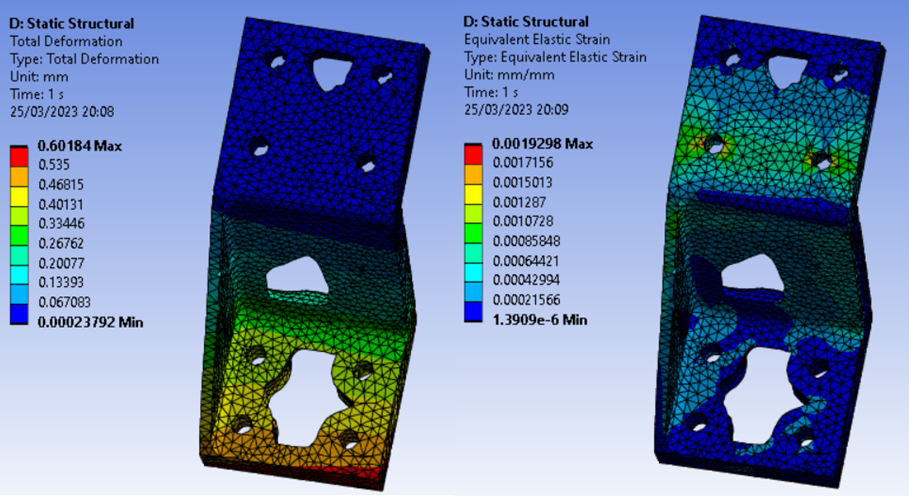 D: Static Structural
Total Deformation
Type: Total Deformation
Unit: mm
Time: 1 s
25/03/2023 20:08
0.60184 Max
0.535
0.46815
0.40131
0.33446
0.26762
0.20077
0.13393
0.067083
0.00023792 Min
D: Static Structural
Equivalent Elastic Strain
Type: Equivalent Elastic Strain
Unit: mm/mm
Time: 1 s
25/03/2023 20:09
0.0019298 Max
0.0017156
0.0015013
0.001287
0.0010728
0.00085848
0.00064421
0.00042994
0.00021566
1.3909e-6 Min